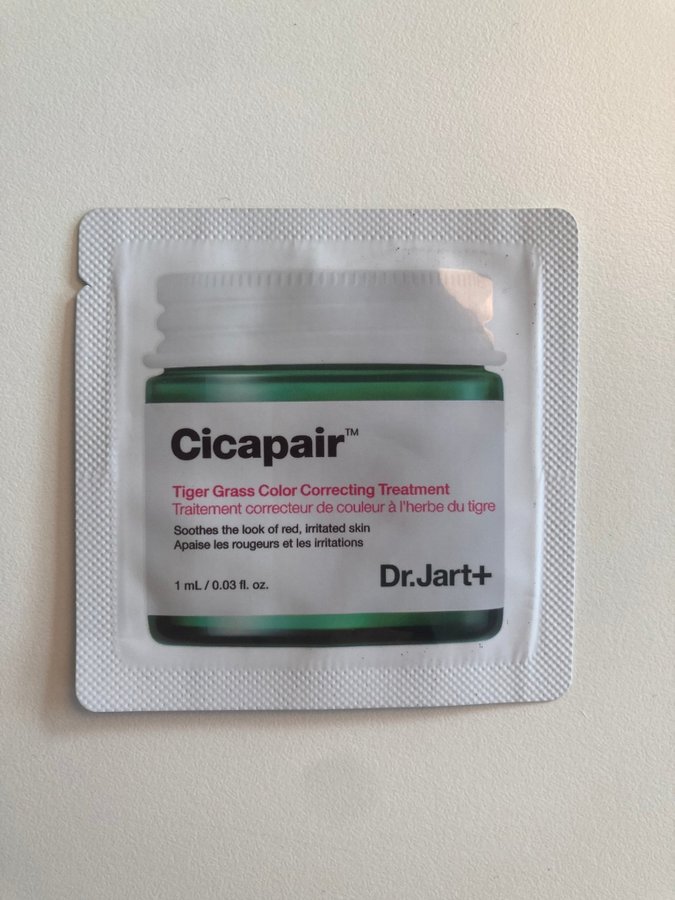 Cicapair™
Tiger Grass Color Correcting Treatment
Traitement correcteur de couleur à l'herbe du tigre
Soothes the look of red, irritated skin
Apaise les rougeurs et les irritations
1 mL / 0.03 fl. oz.
Dr.Jart+